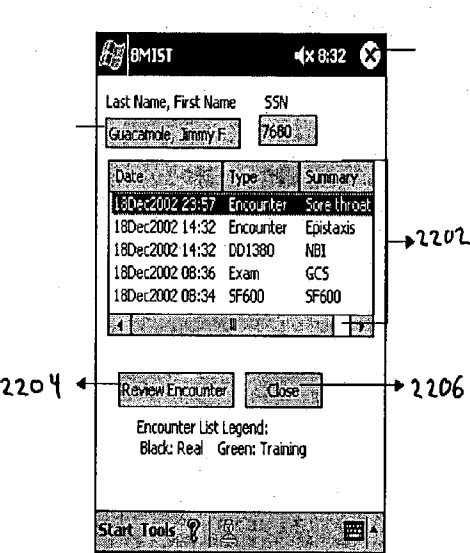 BMIST 8:32
Last Name, First Name SSN
Guacamole, Jimmy F. 7680
Date Type Summary
18Dec2002 23:57 Encounter Sore throat
18Dec2002 14:32 Encounter Epistaxis
18Dec2002 14:32 DD1380 NBI
18Dec2002 08:36 Exam GCS
18Dec2002 08:34 SF600 SF600
2202
2204 Review Encounter Close 2206
Encounter List Legend:
Black: Real Green: Training
Start Tools ?